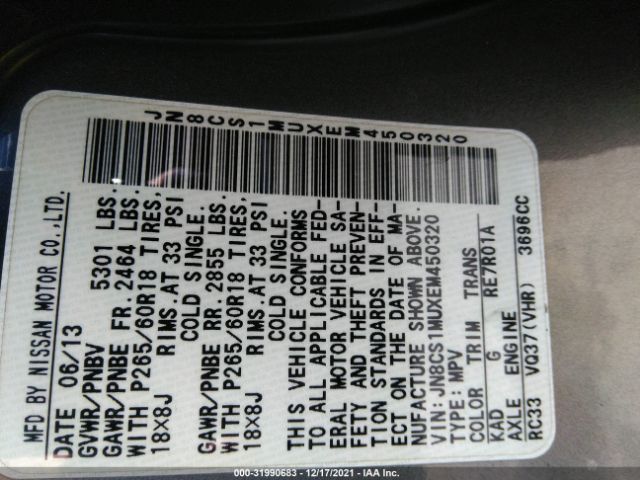 JN8CS1MUXEM450320
MFD BY NISSAN MOTOR CO.,LTD.
DATE 06/13
GVWR/PNBV 5301 LBS.
GAWR/PNBE FR. 2464 LBS.
WITH P265/60R18 TIRES,
18X8J RIMS.AT 33 PSI
COLD SINGLE.
GAWR/PNBE RR. 2855 LBS.
WITH P265/60R18 TIRES,
18X8J RIMS.AT 33 PSI
COLD SINGLE.
THIS VEHICLE CONFORMS
TO ALL APPLICABLE FED-
ERAL MOTOR VEHICLE SA-
FETY AND THEFT PREVEN-
TION STANDARDS IN EFF-
ECT ON THE DATE OF MA-
NUFACTURE SHOWN ABOVE.
VIN: JN8CS1MUXEM450320
TYPE: MPV
COLOR TRIM TRANS
KAD G RE7R01A
AXLE ENGINE
RC33 VQ37(VHR) 3696CC
000-31990683 - 12/17/2021 - IAA Inc.